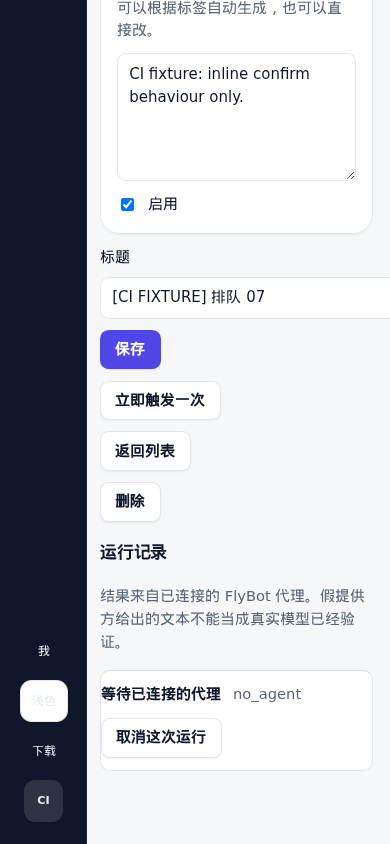 可以根据标签自动生成，也可以直
接改。
CI fixture: inline confirm
behaviour only.
启用
标题
[CI FIXTURE] 排队 07
保存
立即触发一次
返回列表
删除
运行记录
结果来自已连接的 FlyBot 代理。假提供
方给出的文本不能当成真实模型已经验
证。
等待已连接的代理 no_agent
取消这次运行
我
浅色
下载
CI